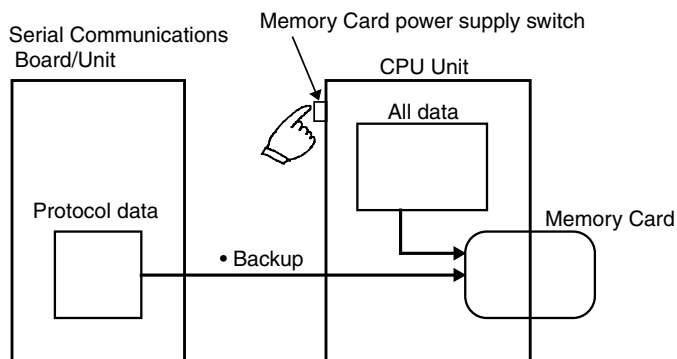 Memory Card power supply switch
Serial Communications
Board/Unit
CPU Unit
All data
Protocol data
Memory Card
• Backup